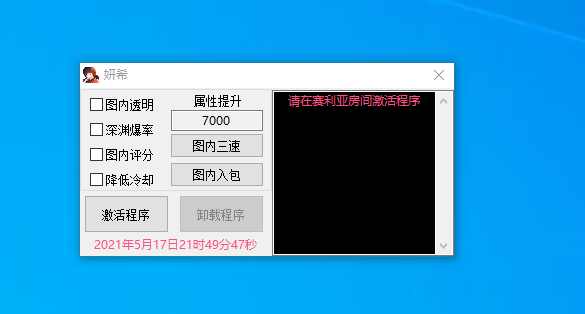 妍希
图内透明
深渊爆率
图内评分
降低冷却
属性提升
7000
图内三速
图内入包
激活程序
卸载程序
2021年5月17日21时49分47秒
请在赛利亚房间激活程序